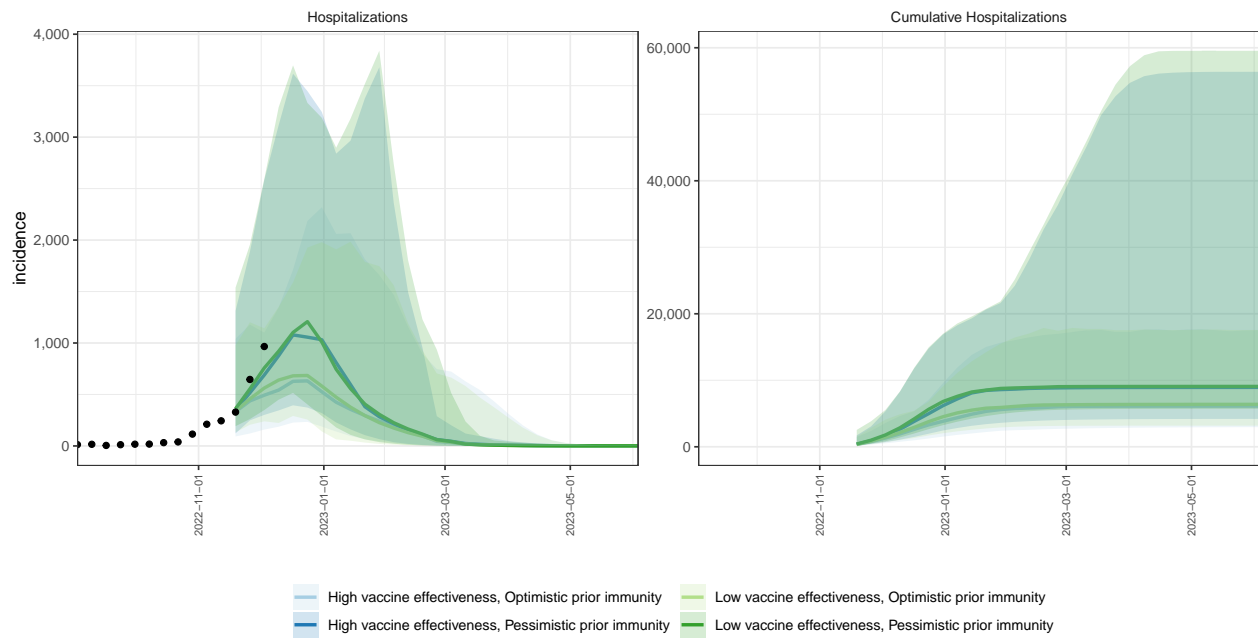 Hospitalizations
Cumulative Hospitalizations
incidence
4,000
3,000
2,000
1,000
0
2022−11−01
2023−01−01
2023−03−01
2023−05−01
60,000
40,000
20,000
0
2022−11−01
2023−01−01
2023−03−01
2023−05−01
High vaccine effectiveness, Optimistic prior immunity
Low vaccine effectiveness, Optimistic prior immunity
High vaccine effectiveness, Pessimistic prior immunity
Low vaccine effectiveness, Pessimistic prior immunity